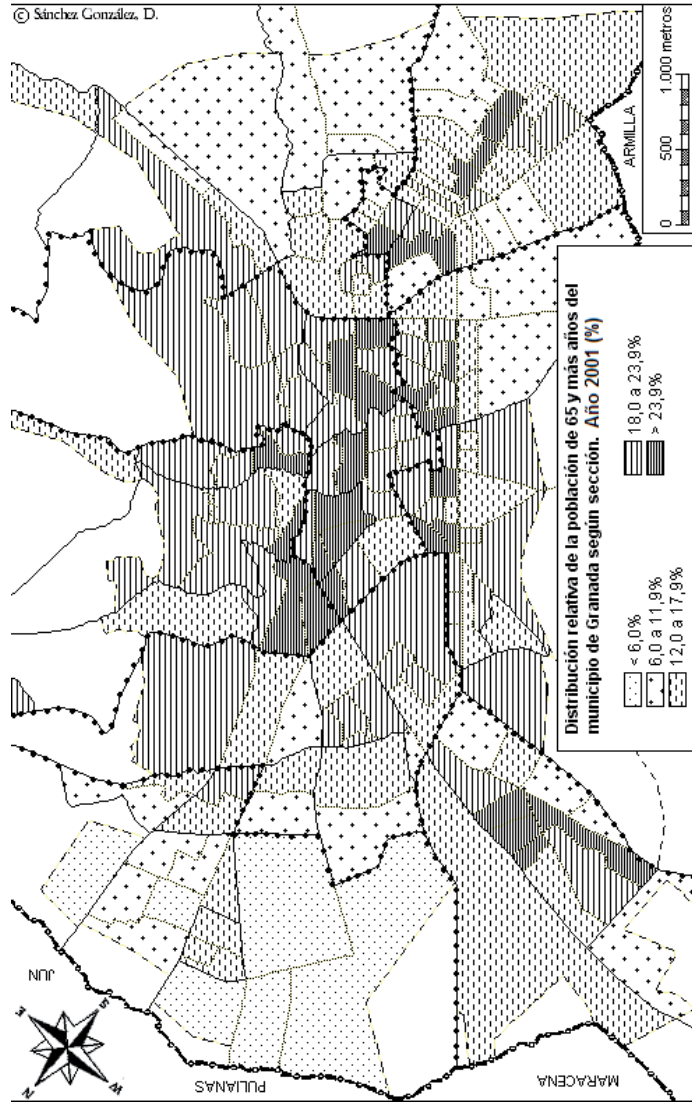 © Sánchez González, D.
JUN
N
E
S
W
PULIANAS
MARACENA
ARMILLA
0 500 1.000 metros
Distribución relativa de la población de 65 y más años del
municipio de Granada según sección. Año 2001 (%)
< 6,0%
6,0 a 11,9%
12,0 a 17,9%
18,0 a 23,9%
> 23,9%